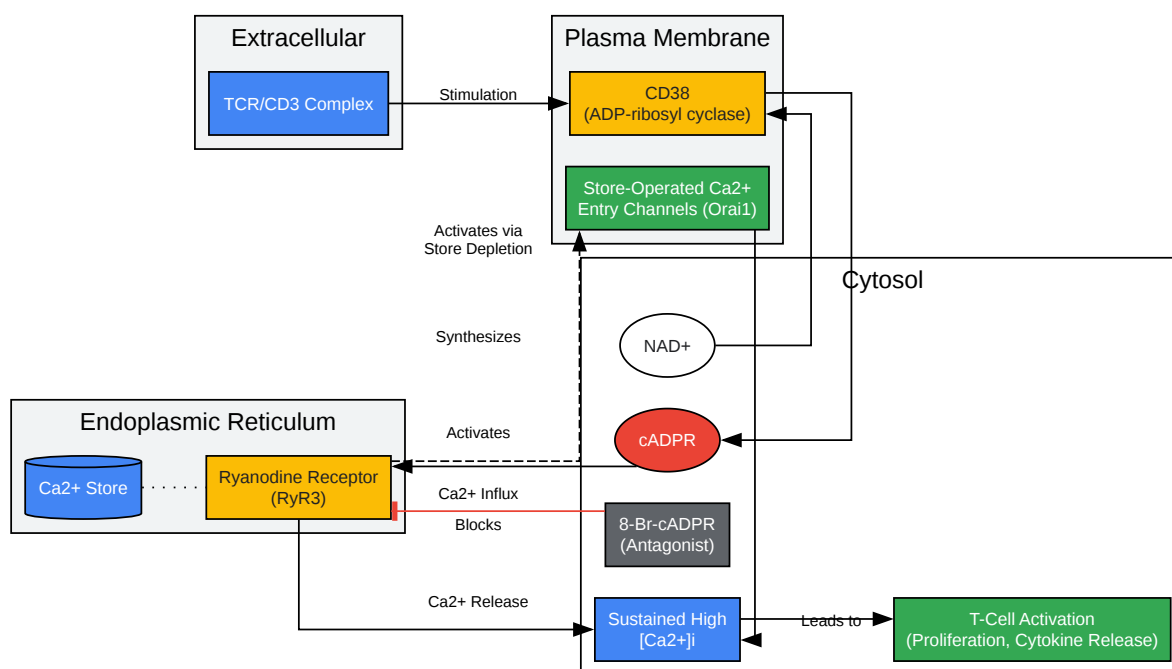 Extracellular
TCR/CD3 Complex
Stimulation
Plasma Membrane
CD38
(ADP-ribosyl cyclase)
Store-Operated Ca2+
Entry Channels (Orai1)
Activates via
Store Depletion
Cytosol
Synthesizes
NAD+
Endoplasmic Reticulum
Activates
cADPR
Ca2+ Store
Ryanodine Receptor
(RyR3)
Ca2+ Influx
Blocks
8-Br-cADPR
(Antagonist)
Ca2+ Release
Sustained High
[Ca2+]i
Leads to
T-Cell Activation
(Proliferation, Cytokine Release)